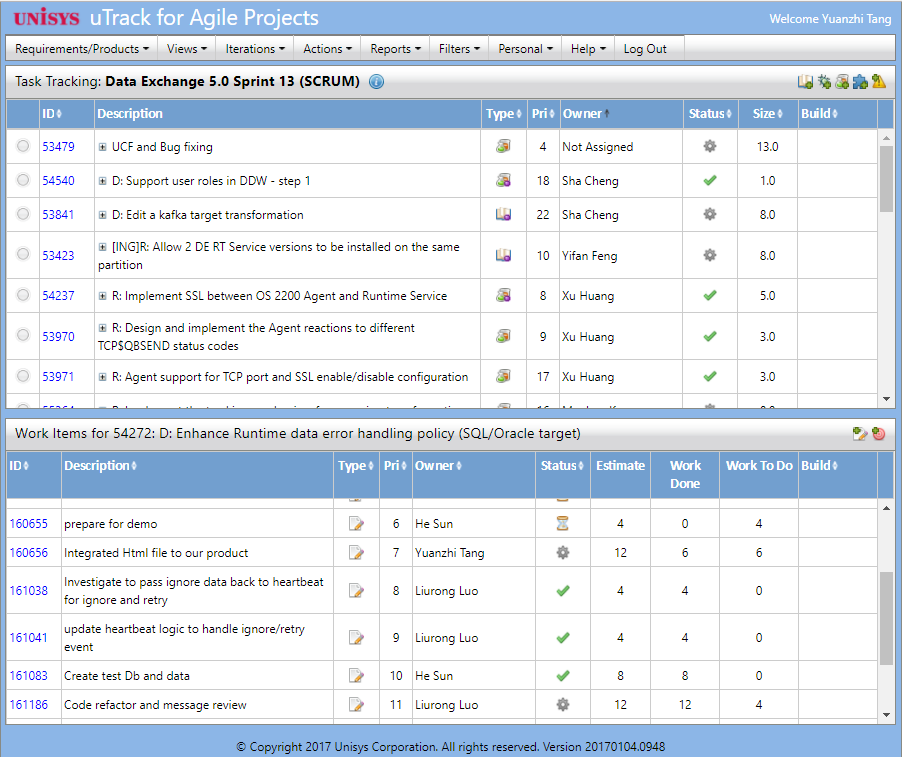 UNISYS uTrack for Agile Projects
Welcome Yuanzhi Tang
Requirements/Products Views Iterations Actions Reports Filters Personal Help Log Out
Task Tracking: Data Exchange 5.0 Sprint 13 (SCRUM)
ID Description Type Pri Owner Status Size Build
53479 UCF and Bug fixing 4 Not Assigned 13.0
54540 D: Support user roles in DDW - step 1 18 Sha Cheng 1.0
53841 D: Edit a kafka target transformation 22 Sha Cheng 8.0
53423 [ING]R: Allow 2 DE RT Service versions to be installed on the same
partition 10 Yifan Feng 8.0
54237 R: Implement SSL between OS 2200 Agent and Runtime Service 8 Xu Huang 5.0
53970 R: Design and implement the Agent reactions to different
TCP$QBSEND status codes 9 Xu Huang 3.0
53971 R: Agent support for TCP port and SSL enable/disable configuration 17 Xu Huang 3.0
Work Items for 54272: D: Enhance Runtime data error handling policy (SQL/Oracle target)
ID Description Type Pri Owner Status Estimate Work
Done Work To Do Build
160655 prepare for demo 6 He Sun 4 0 4
160656 Integrated Html file to our product 7 Yuanzhi Tang 12 6 6
161038 Investigate to pass ignore data back to heartbeat
for ignore and retry 8 Liurong Luo 4 4 0
161041 update heartbeat logic to handle ignore/retry
event 9 Liurong Luo 4 4 0
161083 Create test Db and data 10 He Sun 8 8 0
161186 Code refactor and message review 11 Liurong Luo 12 12 4
© Copyright 2017 Unisys Corporation. All rights reserved. Version 20170104.0948